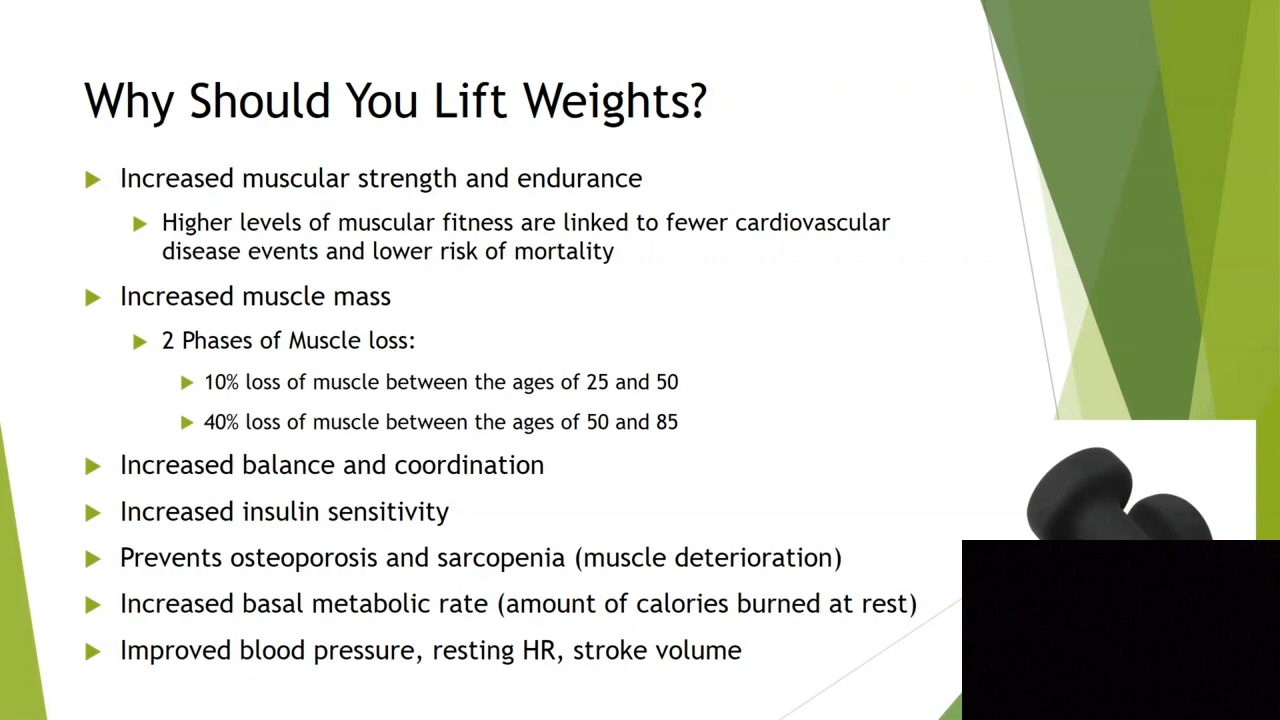 Why Should You Lift Weights?
Increased muscular strength and endurance
Higher levels of muscular fitness are linked to fewer cardiovascular
disease events and lower risk of mortality
Increased muscle mass
2 Phases of Muscle loss:
10% loss of muscle between the ages of 25 and 50
40% loss of muscle between the ages of 50 and 85
Increased balance and coordination
Increased insulin sensitivity
Prevents osteoporosis and sarcopenia (muscle deterioration)
Increased basal metabolic rate (amount of calories burned at rest)
Improved blood pressure, resting HR, stroke volume